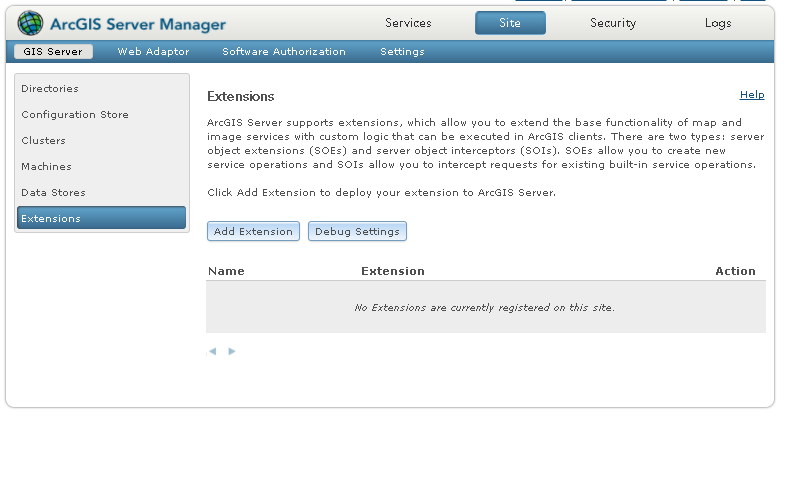 ArcGIS Server Manager
Services
Site
Security
Logs
GIS Server
Web Adaptor
Software Authorization
Settings
Directories
Configuration Store
Clusters
Machines
Data Stores
Extensions
Extensions
Help
ArcGIS Server supports extensions, which allow you to extend the base functionality of map and
image services with custom logic that can be executed in ArcGIS clients. There are two types: server
object extensions (SOEs) and server object interceptors (SOIs). SOEs allow you to create new
service operations and SOIs allow you to intercept requests for existing built-in service operations.
Click Add Extension to deploy your extension to ArcGIS Server.
Add Extension
Debug Settings
Name
Extension
Action
No Extensions are currently registered on this site.